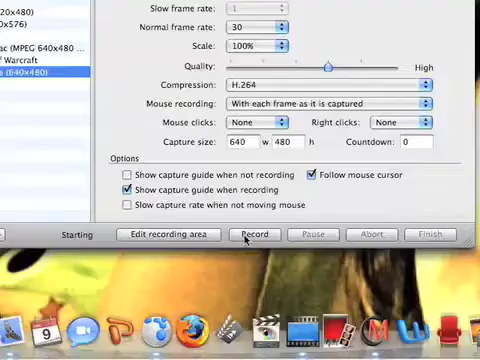 Slow frame rate: 1
x480)
Normal frame rate: 30
0x576)
Scale: 100%
ac (MPEG 640x480 ...
f Warcraft
Quality: High
e (640x480)
Compression: H.264
Mouse recording: With each frame as it is captured
Mouse clicks: None Right clicks: None
Capture size: 640 w 480 h Countdown: 0
Options
Show capture guide when not recording Follow mouse cursor
Show capture guide when recording
Slow capture rate when not moving mouse
Starting Edit recording area Record Pause Abort Finish
9